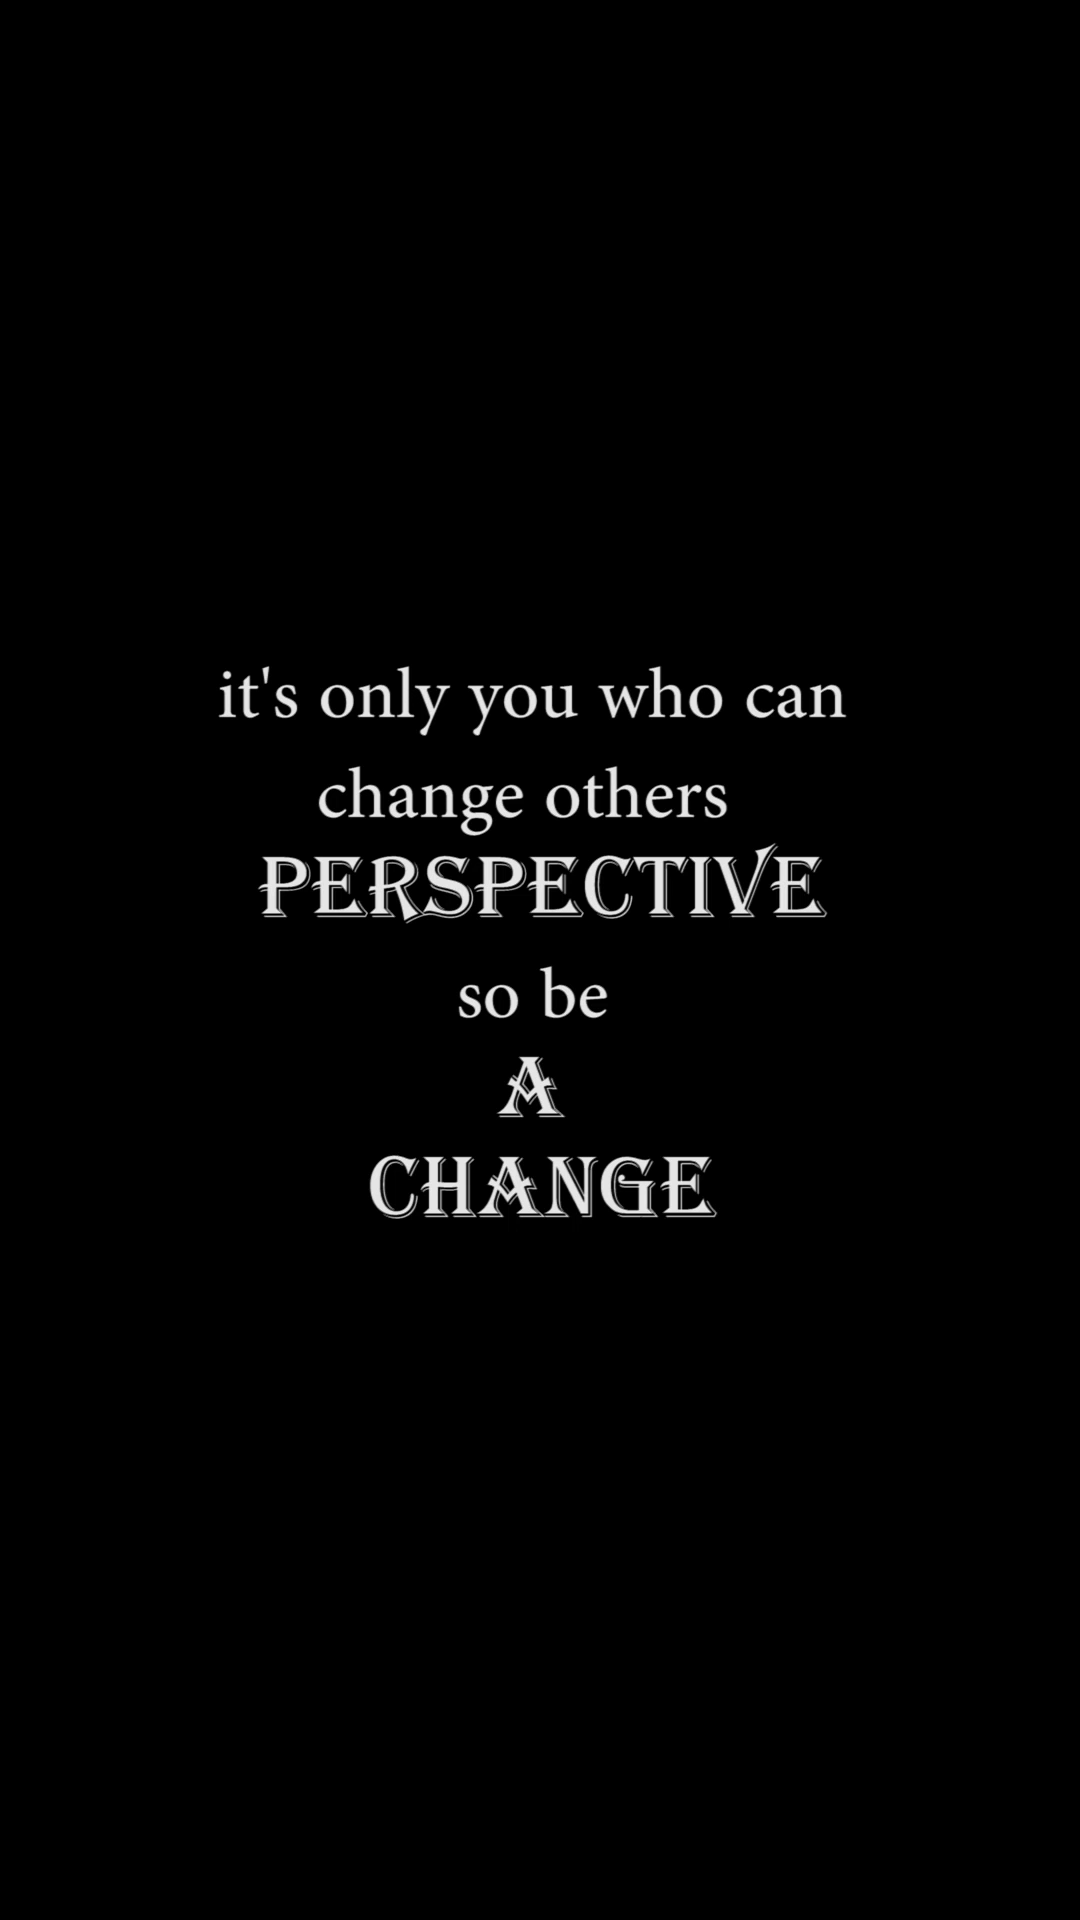 it's only you who can
change others
PERSPECTIVE
so be
A
CHANGE